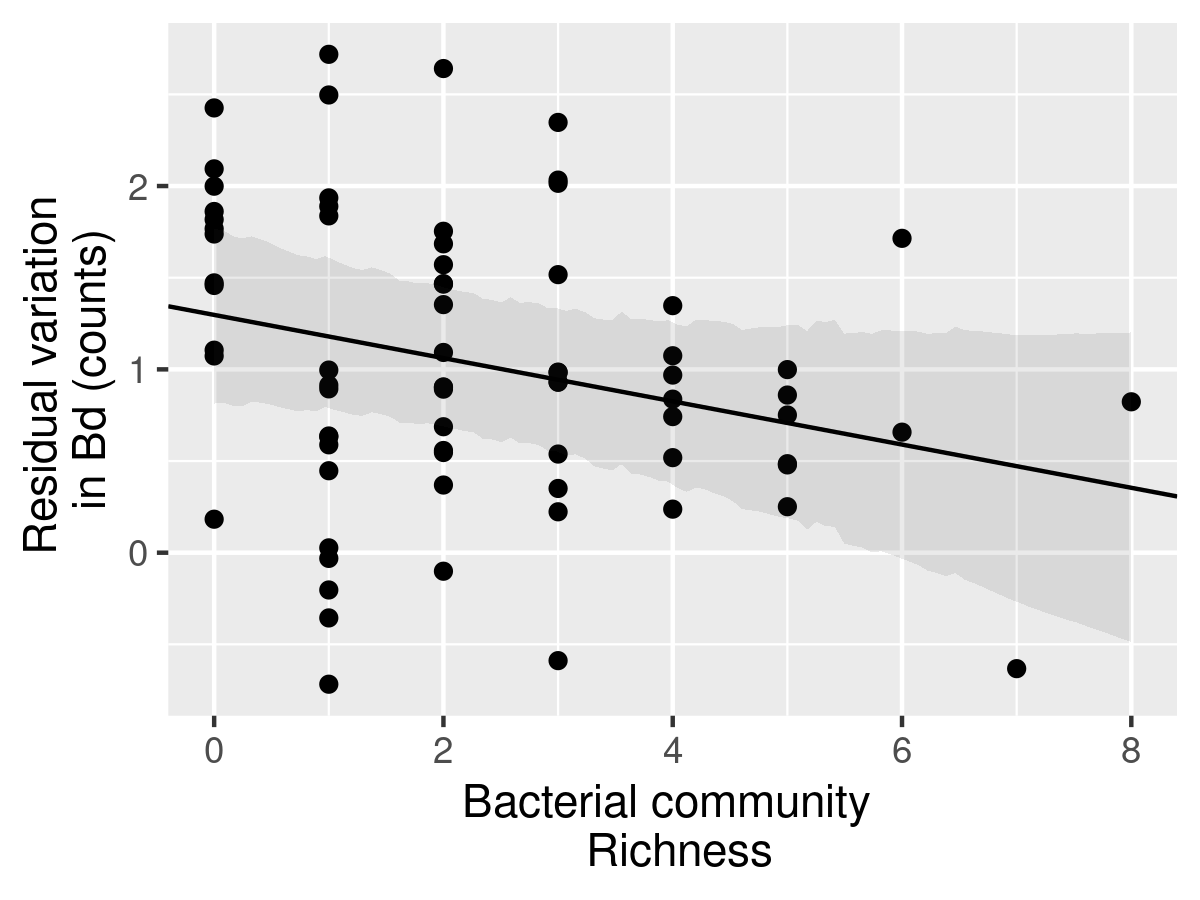 Residual variation
in Bd (counts)
2
1
0
0 2 4 6 8
Bacterial community
Richness